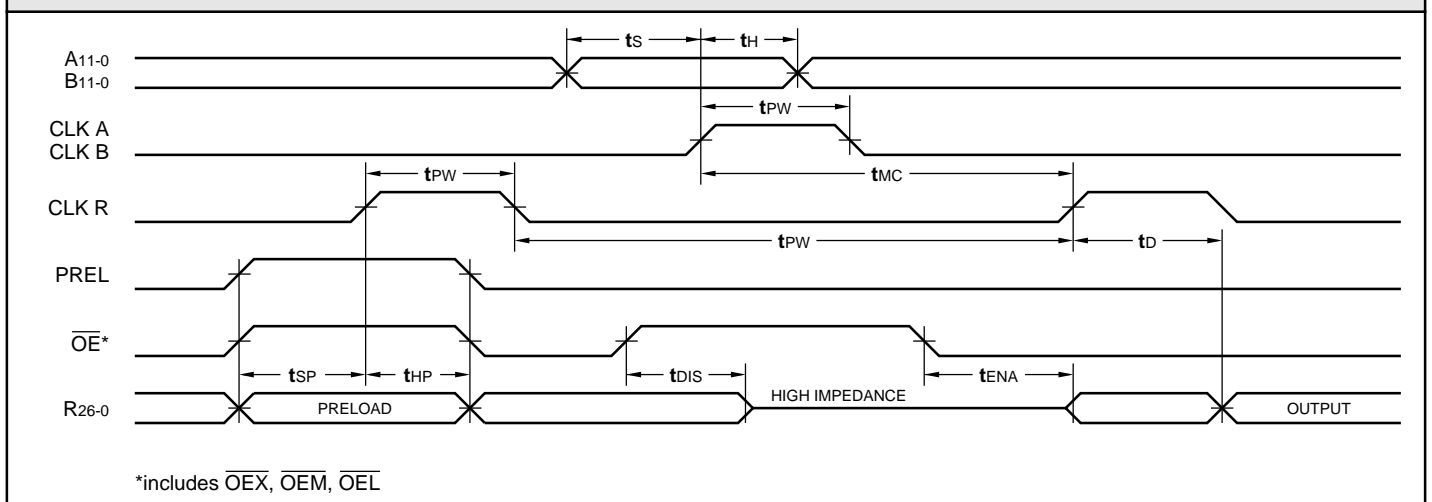 tS tH
A11-0
B11-0
tPW
CLK A
CLK B
tPW tMC
CLK R
tPW tD
PREL
OE*
tSP tHP tDIS tENA
R26-0 PRELOAD HIGH IMPEDANCE OUTPUT
*includes OEX, OEM, OEL